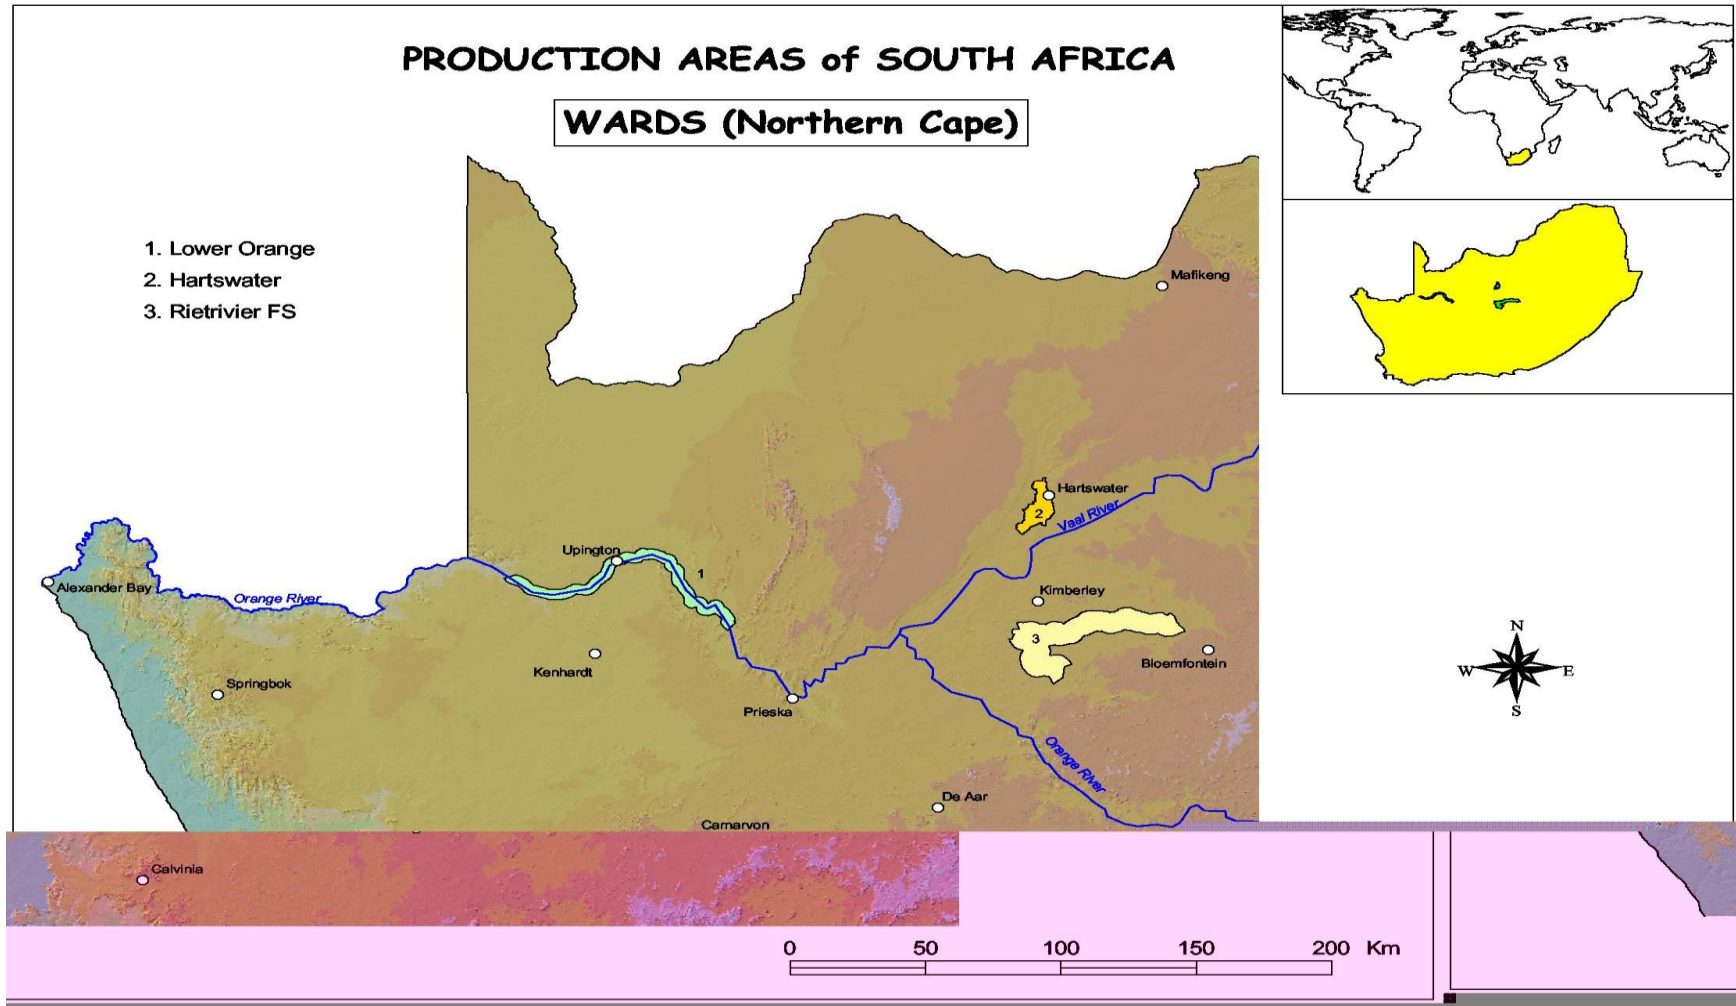 PRODUCTION AREAS of SOUTH AFRICA
WARDS (Northern Cape)
1. Lower Orange
2. Hartswater
3. Rietrivier FS
Mafikeng
Hartswater
2
Vaal River
Upington
1
Alexander Bay
Orange River
Kimberley
3
Bloemfontein
Kenhardt
Springbok
Prieska
Orange River
De Aar
Carnarvon
Calvinia
N
W E
S
0 50 100 150 200 Km